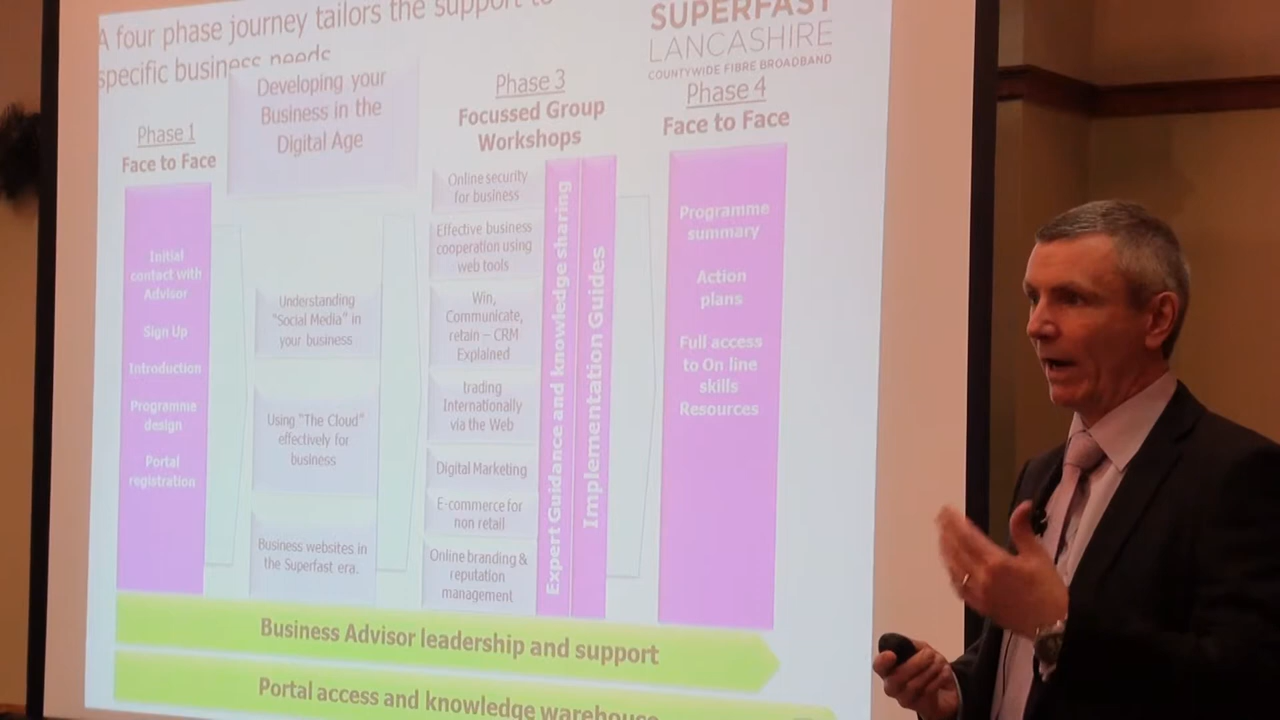 A four phase journey tailors the support to
specific business needs
SUPERFAST
LANCASHIRE
COUNTYWIDE FIBRE BROADBAND
Phase 1
Face to Face
Initial
contact with
Advisor
Sign Up
Introduction
Programme
design
Portal
registration
Developing your
Business in the
Digital Age
Understanding
"Social Media" in
your business
Using "The Cloud"
effectively for
business
Business websites in
the Superfast era.
Phase 3
Focussed Group
Workshops
Online security
for business
Effective business
cooperation using
web tools
Win,
Communicate,
retain – CRM
Explained
trading
Internationally
via the Web
Digital Marketing
E-commerce for
non retail
Online branding &
reputation
management
Expert Guidance and knowledge sharing
Implementation Guides
Phase 4
Face to Face
Programme
summary
Action
plans
Full access
to On line
skills
Resources
Business Advisor leadership and support
Portal access and knowledge warehouse